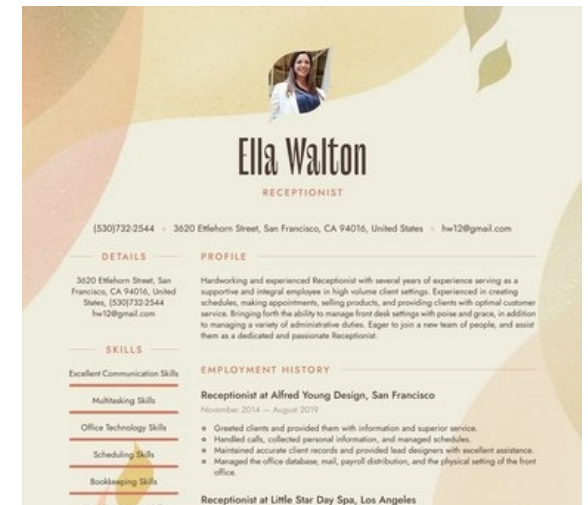 Ella Walton
RECEPTIONIST
(530)732-2544 • 3620 Ettlehorn Street, San Francisco, CA 94016, United States • hw12@gmail.com
DETAILS
3620 Ettlehorn Street, San
Francisco, CA 94016, United
States, (530)732-2544
hw12@gmail.com
SKILLS
Excellent Communication Skills
Multitasking Skills
Office Technology Skills
Scheduling Skills
Bookkeeping Skills
PROFILE
Hardworking and experienced Receptionist with several years of experience serving as a
supportive and integral employee in high volume client settings. Experienced in creating
schedules, making appointments, selling products, and providing clients with optimal customer
service. Bringing forth the ability to manage front desk settings with poise and grace, in addition
to managing a variety of administrative duties. Eager to join a new team of people, and assist
them as a dedicated and passionate Receptionist.
EMPLOYMENT HISTORY
Receptionist at Alfred Young Design, San Francisco
November 2014 — August 2019
Greeted clients and provided them with information and superior service.
Handled calls, collected personal information, and managed schedules.
Maintained accurate client records and provided lead designers with excellent assistance.
Managed the office database, mail, payroll distribution, and the physical setting of the front
office.
Receptionist at Little Star Day Spa, Los Angeles